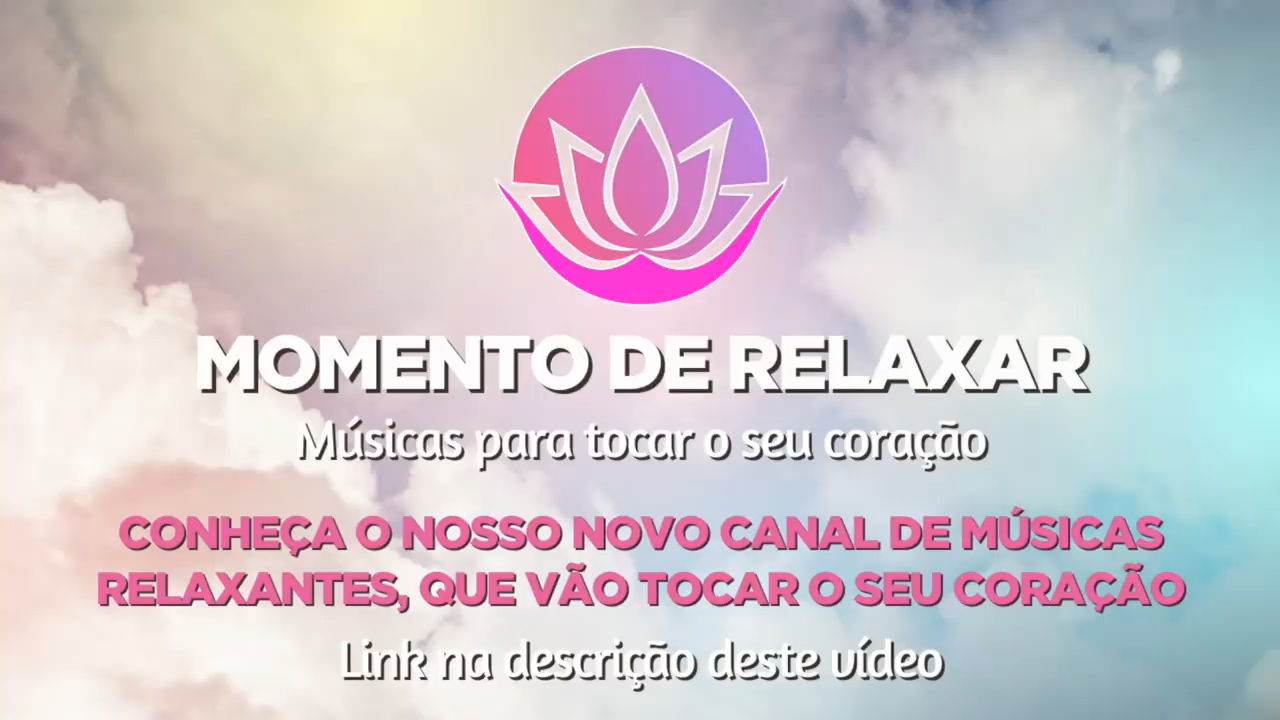 MOMENTO DE RELAXAR
Músicas para tocar o seu coração
CONHEÇA O NOSSO NOVO CANAL DE MÚSICAS
RELAXANTES, QUE VÃO TOCAR O SEU CORAÇÃO
Link na descrição deste vídeo